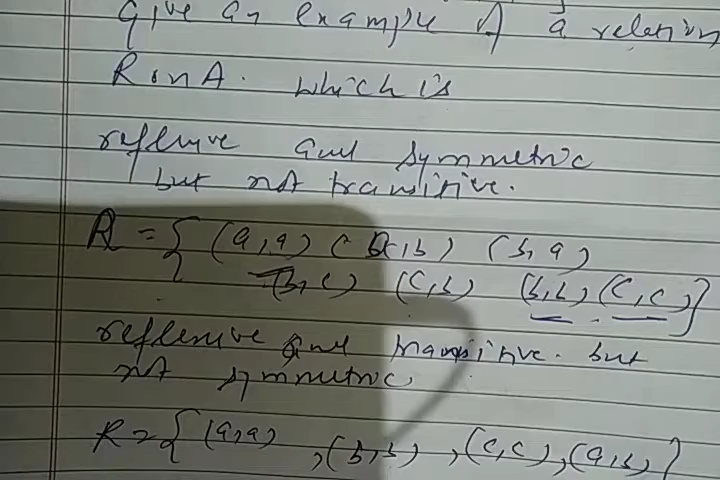 Give an example of a relation
R on A. which is
reflexive and symmetric
but not transitive.
R = { (a,a) (a,b) (b,a)
(b,c) (c,b) (b,b) (c,c) }
reflexive and transitive. but
not symmetric
R = { (a,a) , (b,b) , (c,c) , (a,b) }